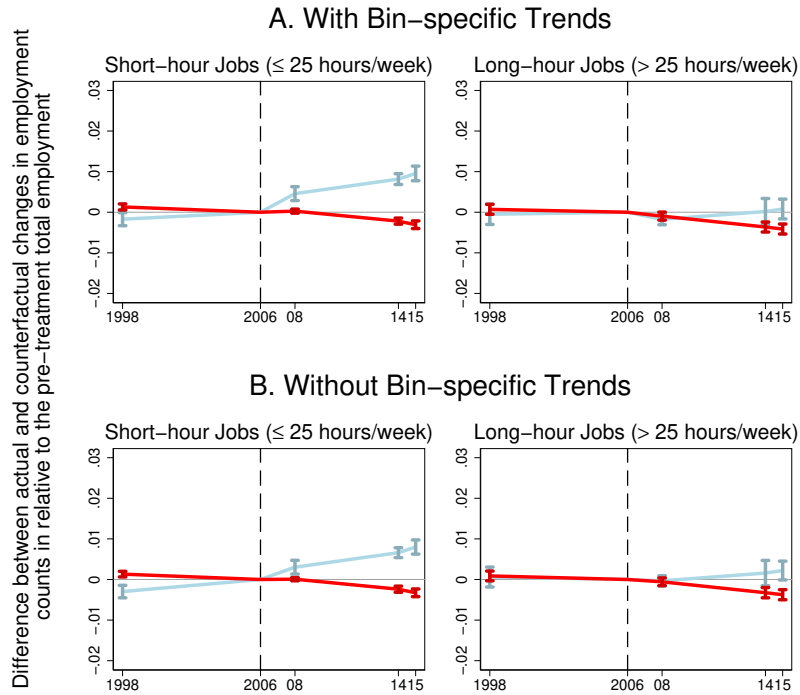 A. With Bin−specific Trends
Difference between actual and counterfactual changes in employment
counts in relative to the pre−treatment total employment
Short−hour Jobs (≤ 25 hours/week)
.03
.02
.01
0
−.01
−.02
1998 2006 08 1415
Long−hour Jobs (> 25 hours/week)
.03
.02
.01
0
−.01
−.02
1998 2006 08 1415
B. Without Bin−specific Trends
Short−hour Jobs (≤ 25 hours/week)
.03
.02
.01
0
−.01
−.02
1998 2006 08 1415
Long−hour Jobs (> 25 hours/week)
.03
.02
.01
0
−.01
−.02
1998 2006 08 1415